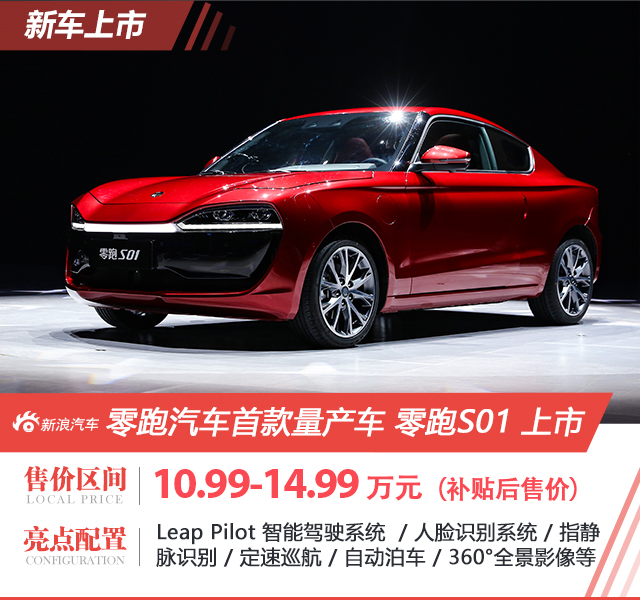 新车上市
零跑 S01
新浪汽车 零跑汽车首款量产车 零跑S01 上市
售价区间
LOCAL PRICE
10.99-14.99 万元 (补贴后售价)
亮点配置
CONFIGURATION
Leap Pilot 智能驾驶系统 / 人脸识别系统 / 指静
脉识别 / 定速巡航 / 自动泊车 / 360°全景影像等